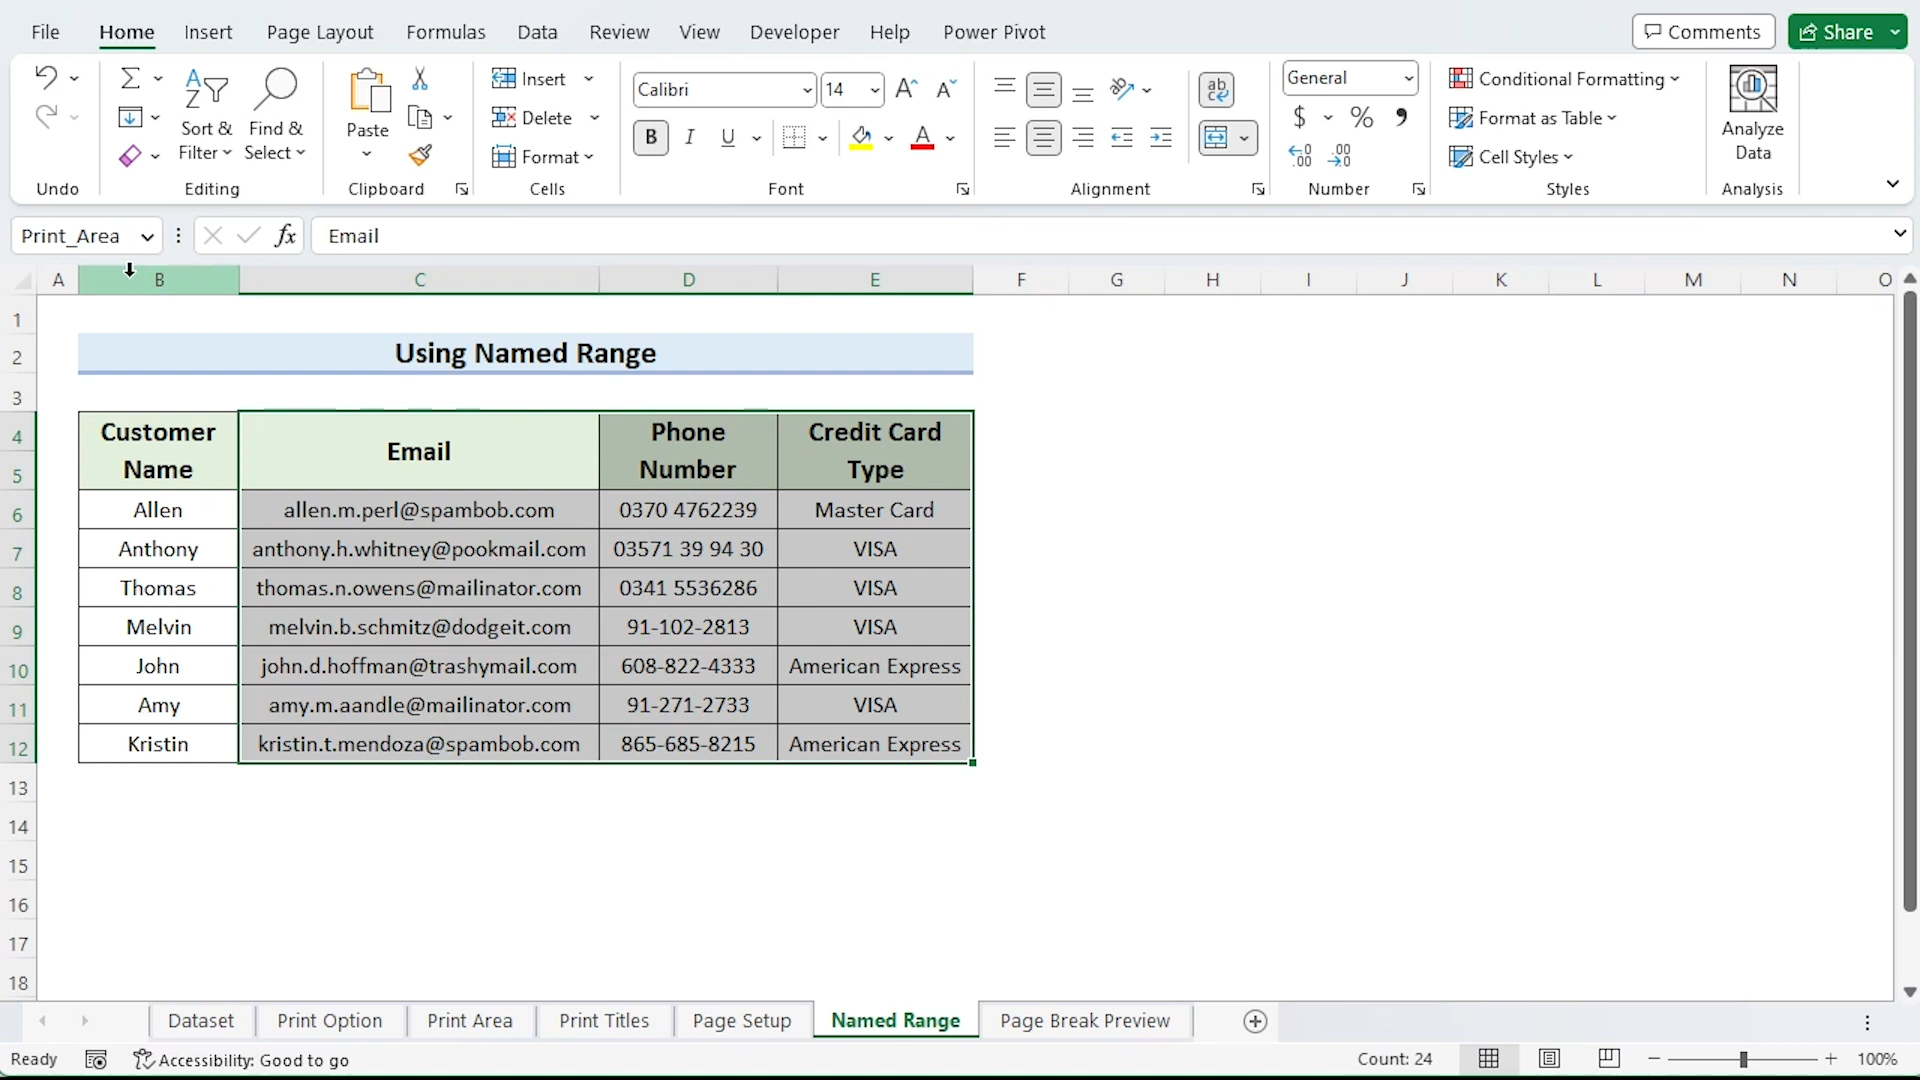 File Home Insert Page Layout Formulas Data Review View Developer Help Power Pivot Comments Share
Insert Calibri 14 General Conditional Formatting
Sort & Filter
Find & Select
Paste
Delete
Format
B I U A
ab
$ % ,
Format as Table
Cell Styles
Analyze Data
Undo Editing Clipboard Cells Font Alignment Number Styles Analysis
Print_Area fx Email
A B C D E F G H I J K L M N O
1
2 Using Named Range
3
4 Customer Name Email Phone Number Credit Card Type
5
6 Allen allen.m.perl@spambob.com 0370 4762239 Master Card
7 Anthony anthony.h.whitney@pookmail.com 03571 39 94 30 VISA
8 Thomas thomas.n.owens@mailinator.com 0341 5536286 VISA
9 Melvin melvin.b.schmitz@dodgeit.com 91-102-2813 VISA
10 John john.d.hoffman@trashymail.com 608-822-4333 American Express
11 Amy amy.m.aandle@mailinator.com 91-271-2733 VISA
12 Kristin kristin.t.mendoza@spambob.com 865-685-8215 American Express
13
14
15
16
17
18
Dataset Print Option Print Area Print Titles Page Setup Named Range Page Break Preview
Ready Accessibility: Good to go Count: 24 100%